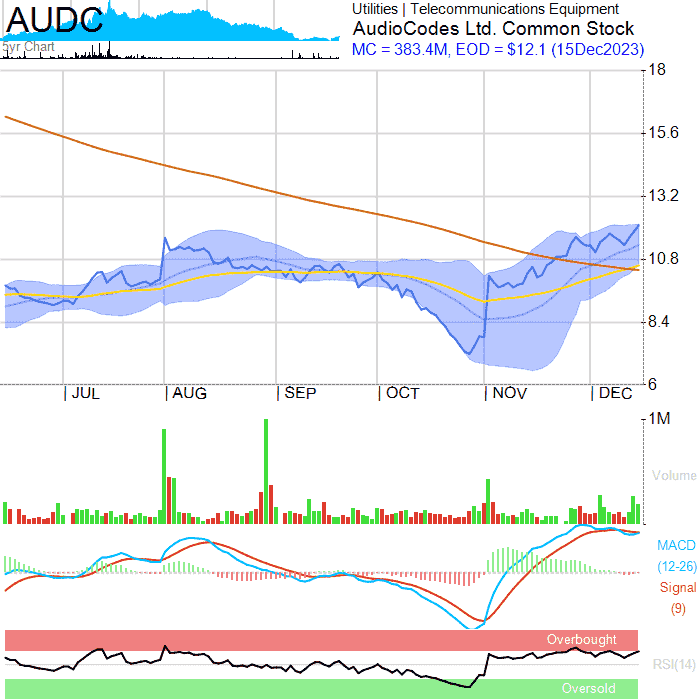 AUDC
5yr Chart
Utilities | Telecommunications Equipment
AudioCodes Ltd. Common Stock
MC = 383.4M, EOD = $12.1 (15Dec2023)
18
15.6
13.2
10.8
8.4
6
JUL
AUG
SEP
OCT
NOV
DEC
1M
Volume
MACD
(12-26)
Signal
(9)
Overbought
RSI(14)
Oversold